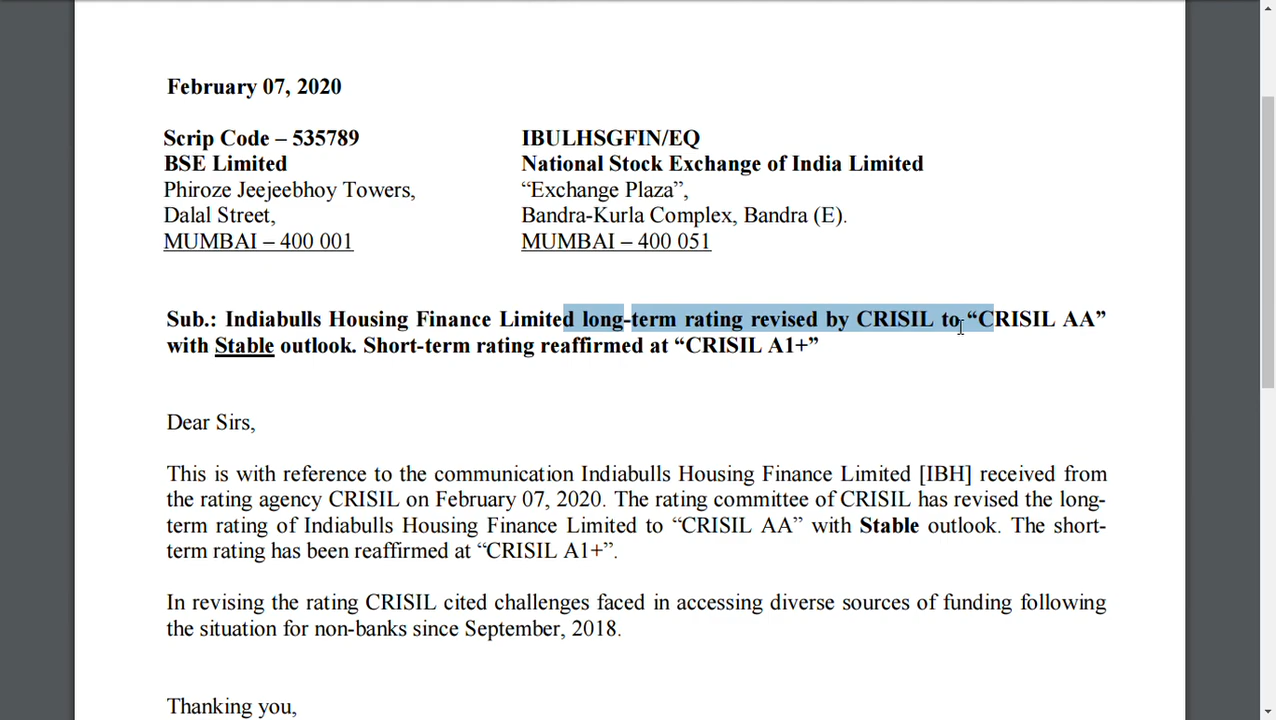 February 07, 2020
Scrip Code – 535789
BSE Limited
Phiroze Jeejeebhoy Towers,
Dalal Street,
MUMBAI – 400 001
IBULHSGFIN/EQ
National Stock Exchange of India Limited
“Exchange Plaza”,
Bandra-Kurla Complex, Bandra (E).
MUMBAI – 400 051
Sub.: Indiabulls Housing Finance Limited long-term rating revised by CRISIL to “CRISIL AA”
with Stable outlook. Short-term rating reaffirmed at “CRISIL A1+”
Dear Sirs,
This is with reference to the communication Indiabulls Housing Finance Limited [IBH] received from
the rating agency CRISIL on February 07, 2020. The rating committee of CRISIL has revised the long-
term rating of Indiabulls Housing Finance Limited to “CRISIL AA” with Stable outlook. The short-
term rating has been reaffirmed at “CRISIL A1+”.
In revising the rating CRISIL cited challenges faced in accessing diverse sources of funding following
the situation for non-banks since September, 2018.
Thanking you,